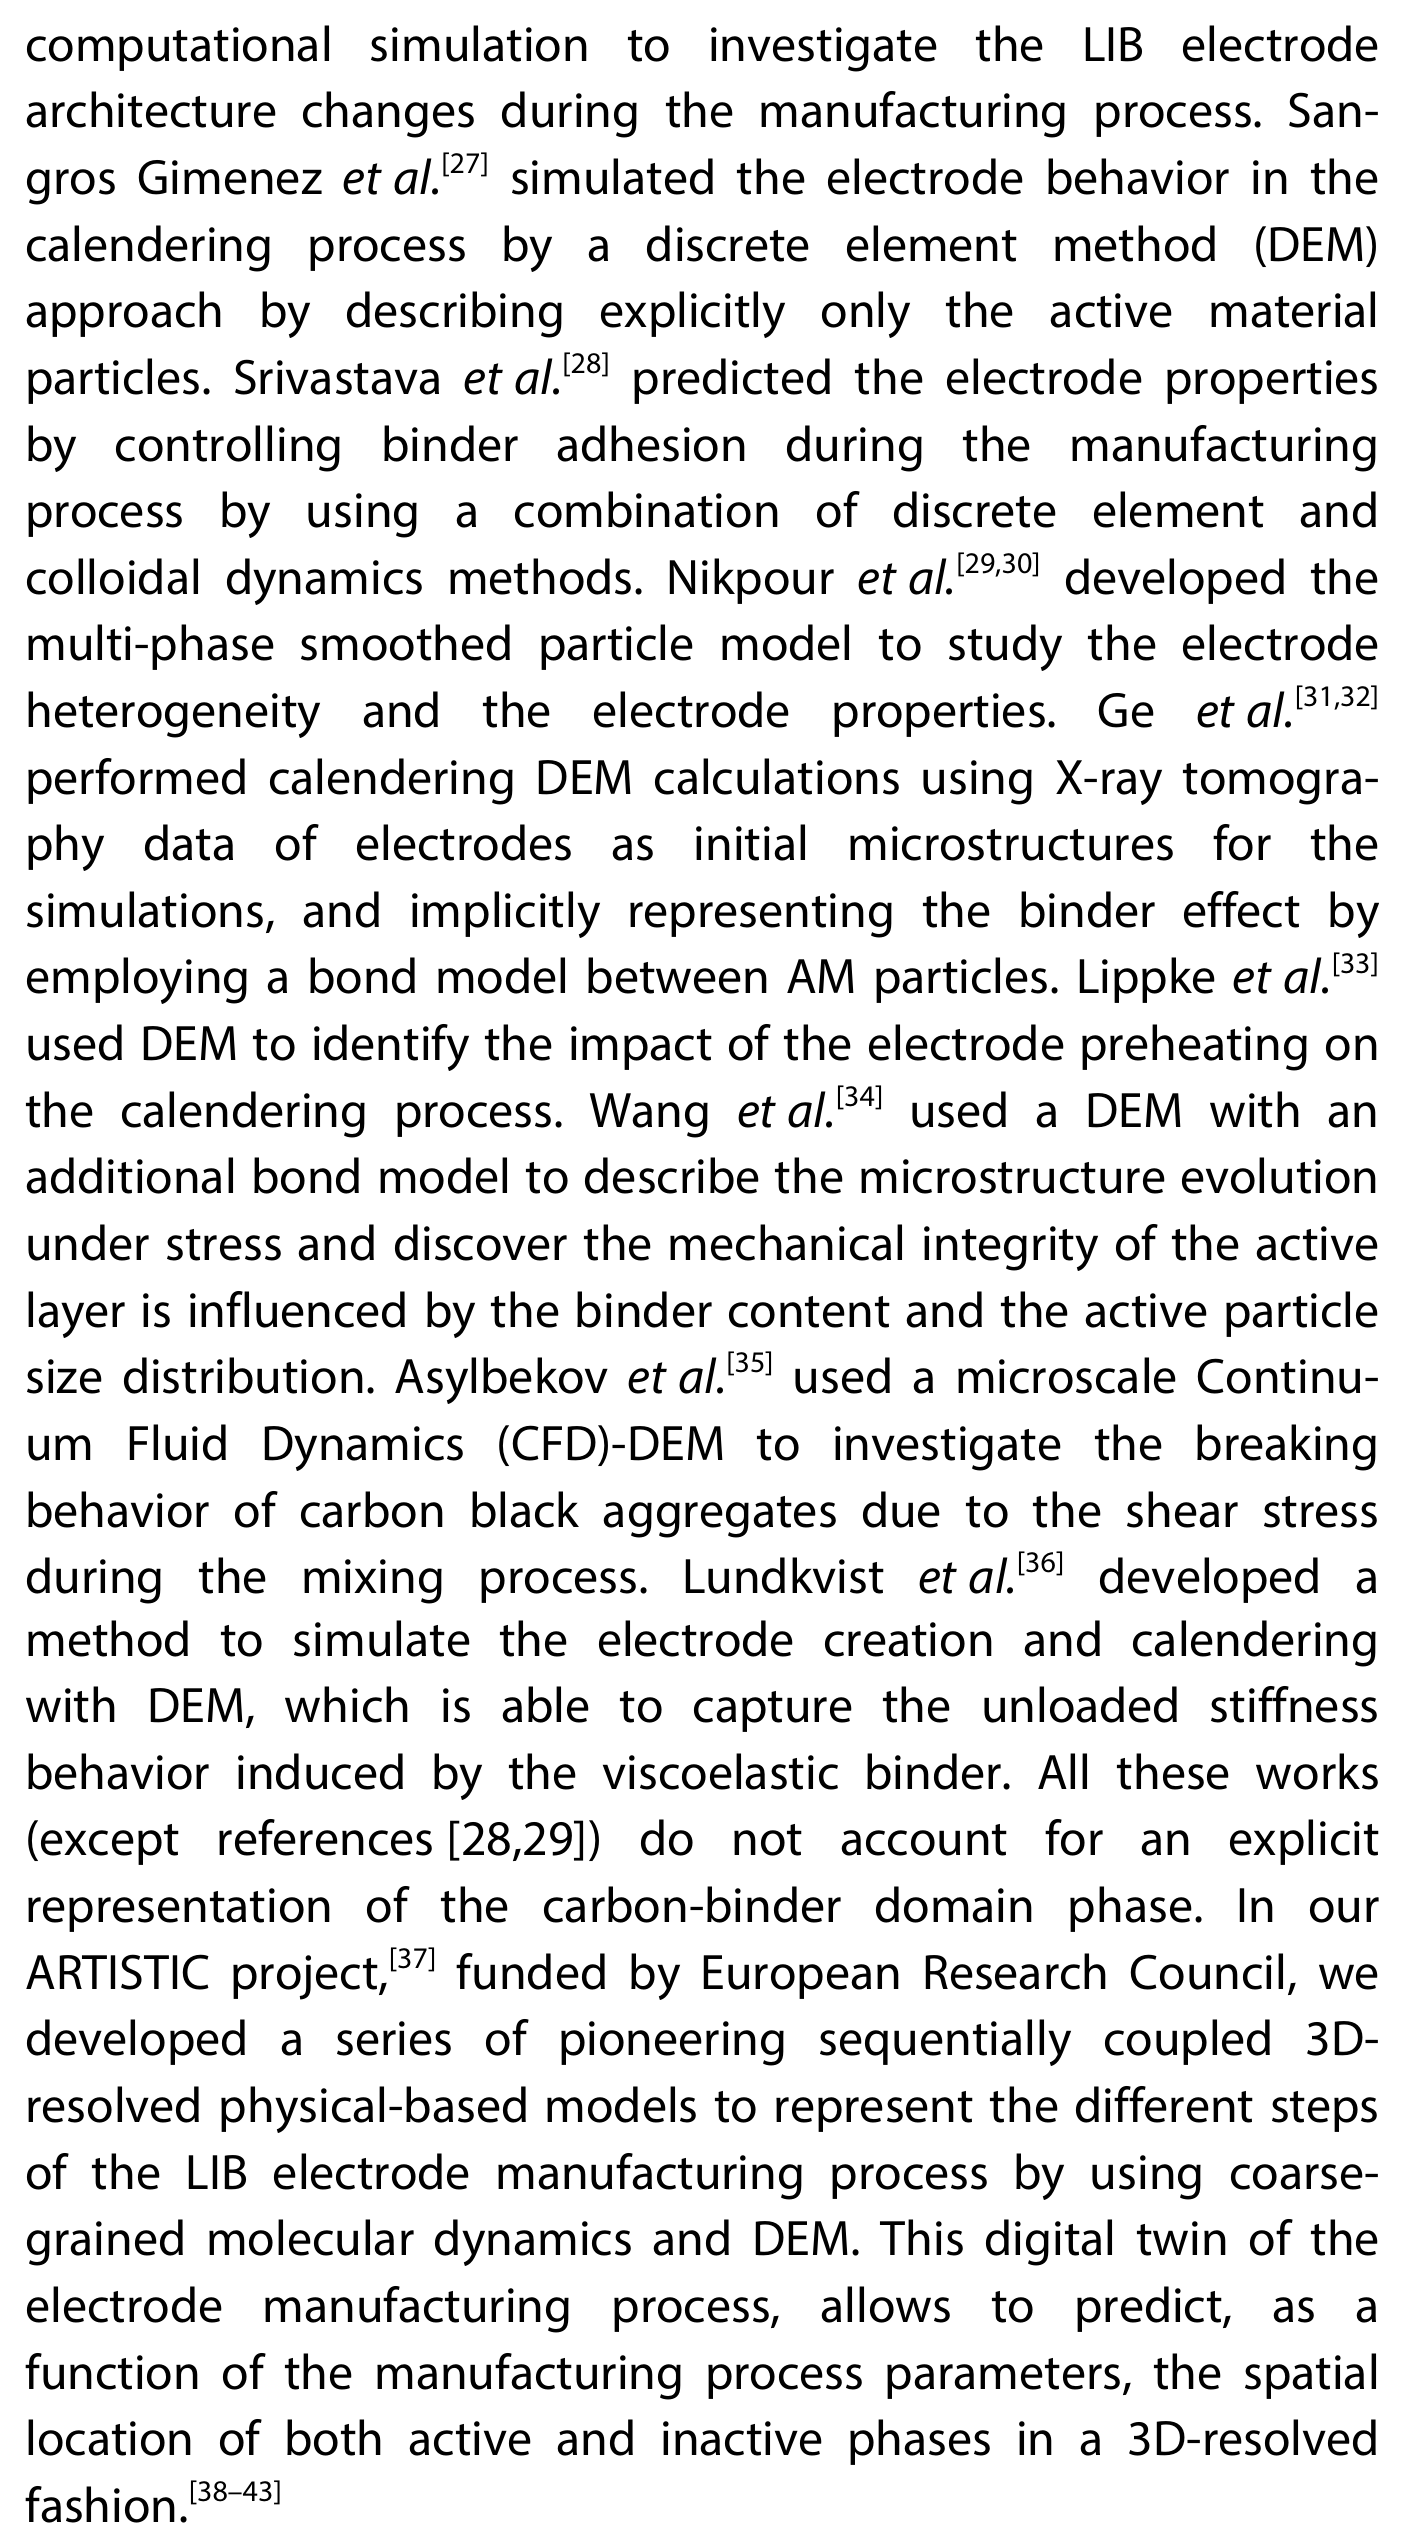 computational simulation to investigate the LIB electrode
architecture changes during the manufacturing process. San-
gros Gimenez et al.[27] simulated the electrode behavior in the
calendering process by a discrete element method (DEM)
approach by describing explicitly only the active material
particles. Srivastava et al.[28] predicted the electrode properties
by controlling binder adhesion during the manufacturing
process by using a combination of discrete element and
colloidal dynamics methods. Nikpour et al.[29,30] developed the
multi-phase smoothed particle model to study the electrode
heterogeneity and the electrode properties. Ge et al.[31,32]
performed calendering DEM calculations using X-ray tomogra-
phy data of electrodes as initial microstructures for the
simulations, and implicitly representing the binder effect by
employing a bond model between AM particles. Lippke et al.[33]
used DEM to identify the impact of the electrode preheating on
the calendering process. Wang et al.[34] used a DEM with an
additional bond model to describe the microstructure evolution
under stress and discover the mechanical integrity of the active
layer is influenced by the binder content and the active particle
size distribution. Asylbekov et al.[35] used a microscale Continu-
um Fluid Dynamics (CFD)-DEM to investigate the breaking
behavior of carbon black aggregates due to the shear stress
during the mixing process. Lundkvist et al.[36] developed a
method to simulate the electrode creation and calendering
with DEM, which is able to capture the unloaded stiffness
behavior induced by the viscoelastic binder. All these works
(except references [28,29]) do not account for an explicit
representation of the carbon-binder domain phase. In our
ARTISTIC project,[37] funded by European Research Council, we
developed a series of pioneering sequentially coupled 3D-
resolved physical-based models to represent the different steps
of the LIB electrode manufacturing process by using coarse-
grained molecular dynamics and DEM. This digital twin of the
electrode manufacturing process, allows to predict, as a
function of the manufacturing process parameters, the spatial
location of both active and inactive phases in a 3D-resolved
fashion.[38–43]